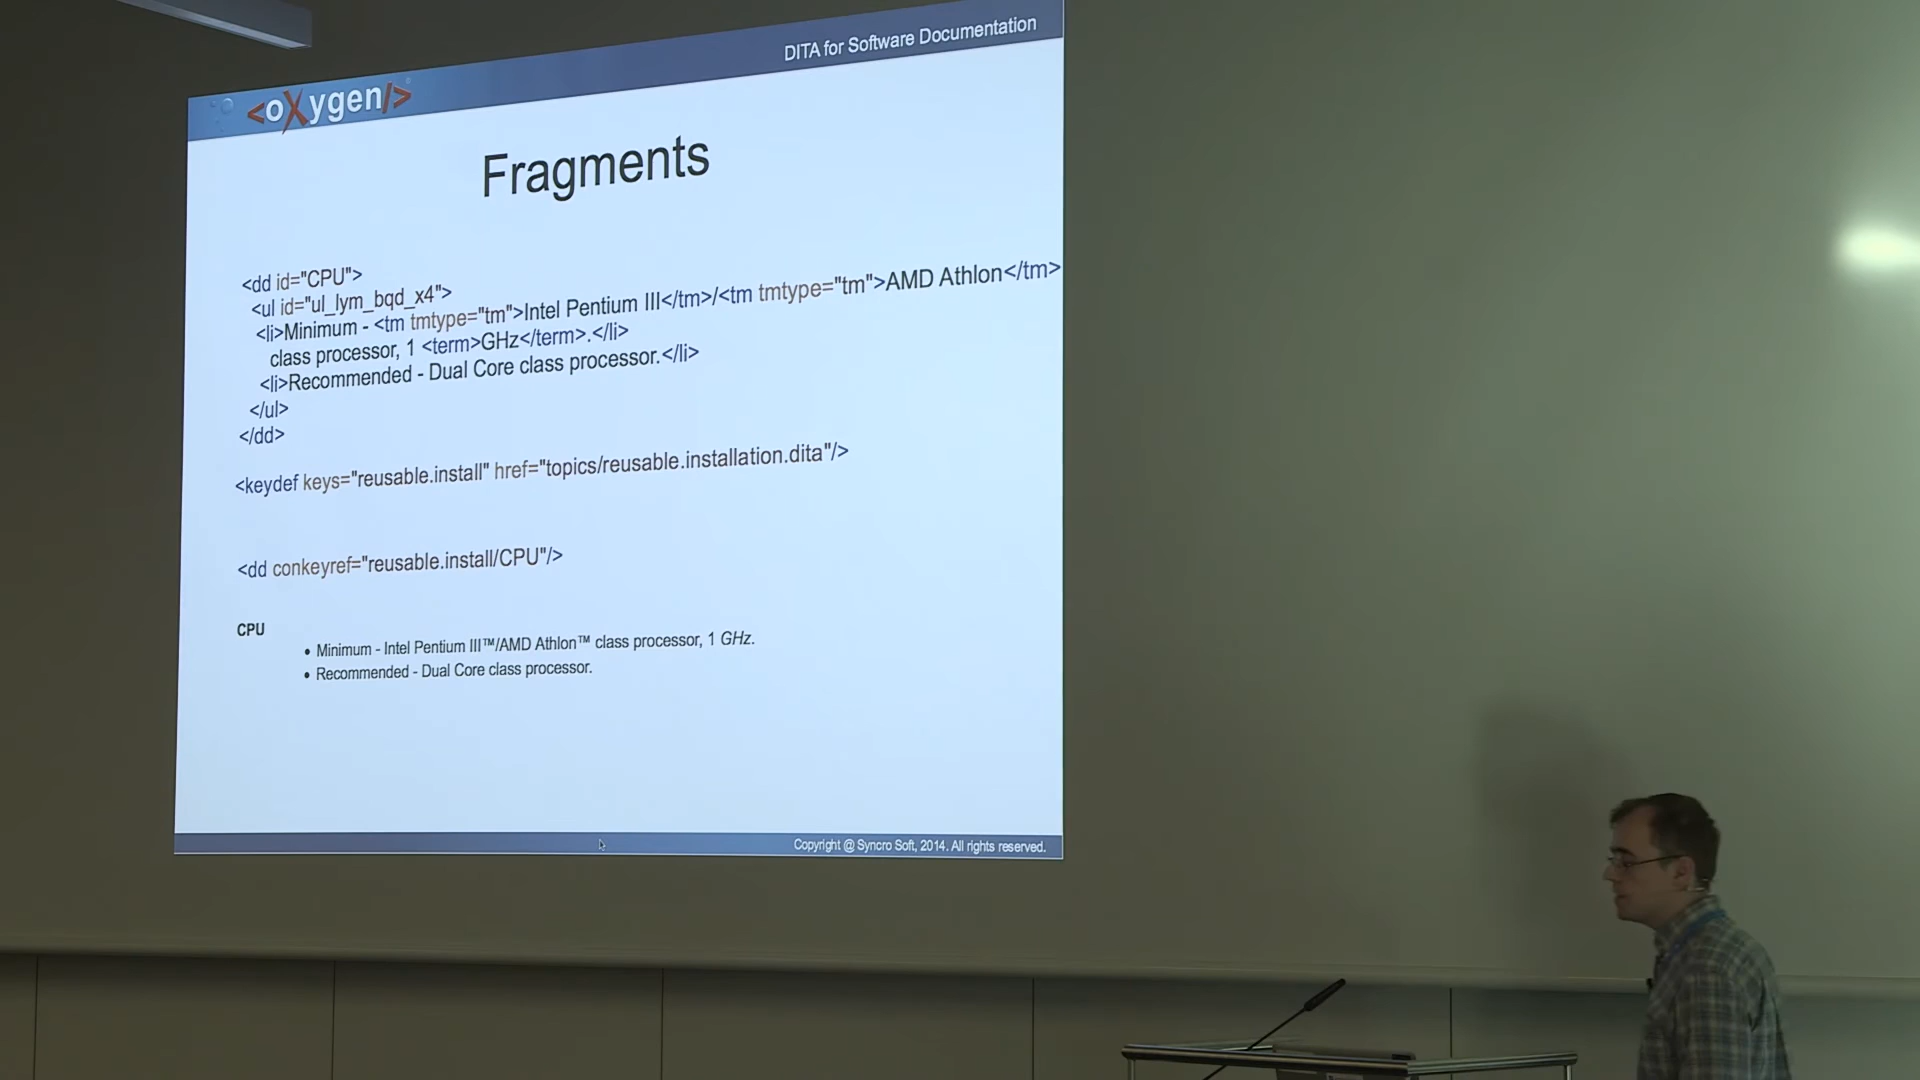 DITA for Software Documentation
<oXygen/>
Fragments
<dd id="CPU">
<ul id="ul_lym_bqd_x4">
<li>Minimum - <tm tmtype="tm">Intel Pentium III</tm>/<tm tmtype="tm">AMD Athlon</tm>
class processor, 1 <term>GHz</term>.</li>
<li>Recommended - Dual Core class processor.</li>
</ul>
</dd>
<keydef keys="reusable.install" href="topics/reusable.installation.dita"/>
<dd conkeyref="reusable.install/CPU"/>
CPU
• Minimum - Intel Pentium III™/AMD Athlon™ class processor, 1 GHz.
• Recommended - Dual Core class processor.
Copyright @ Syncro Soft, 2014. All rights reserved.